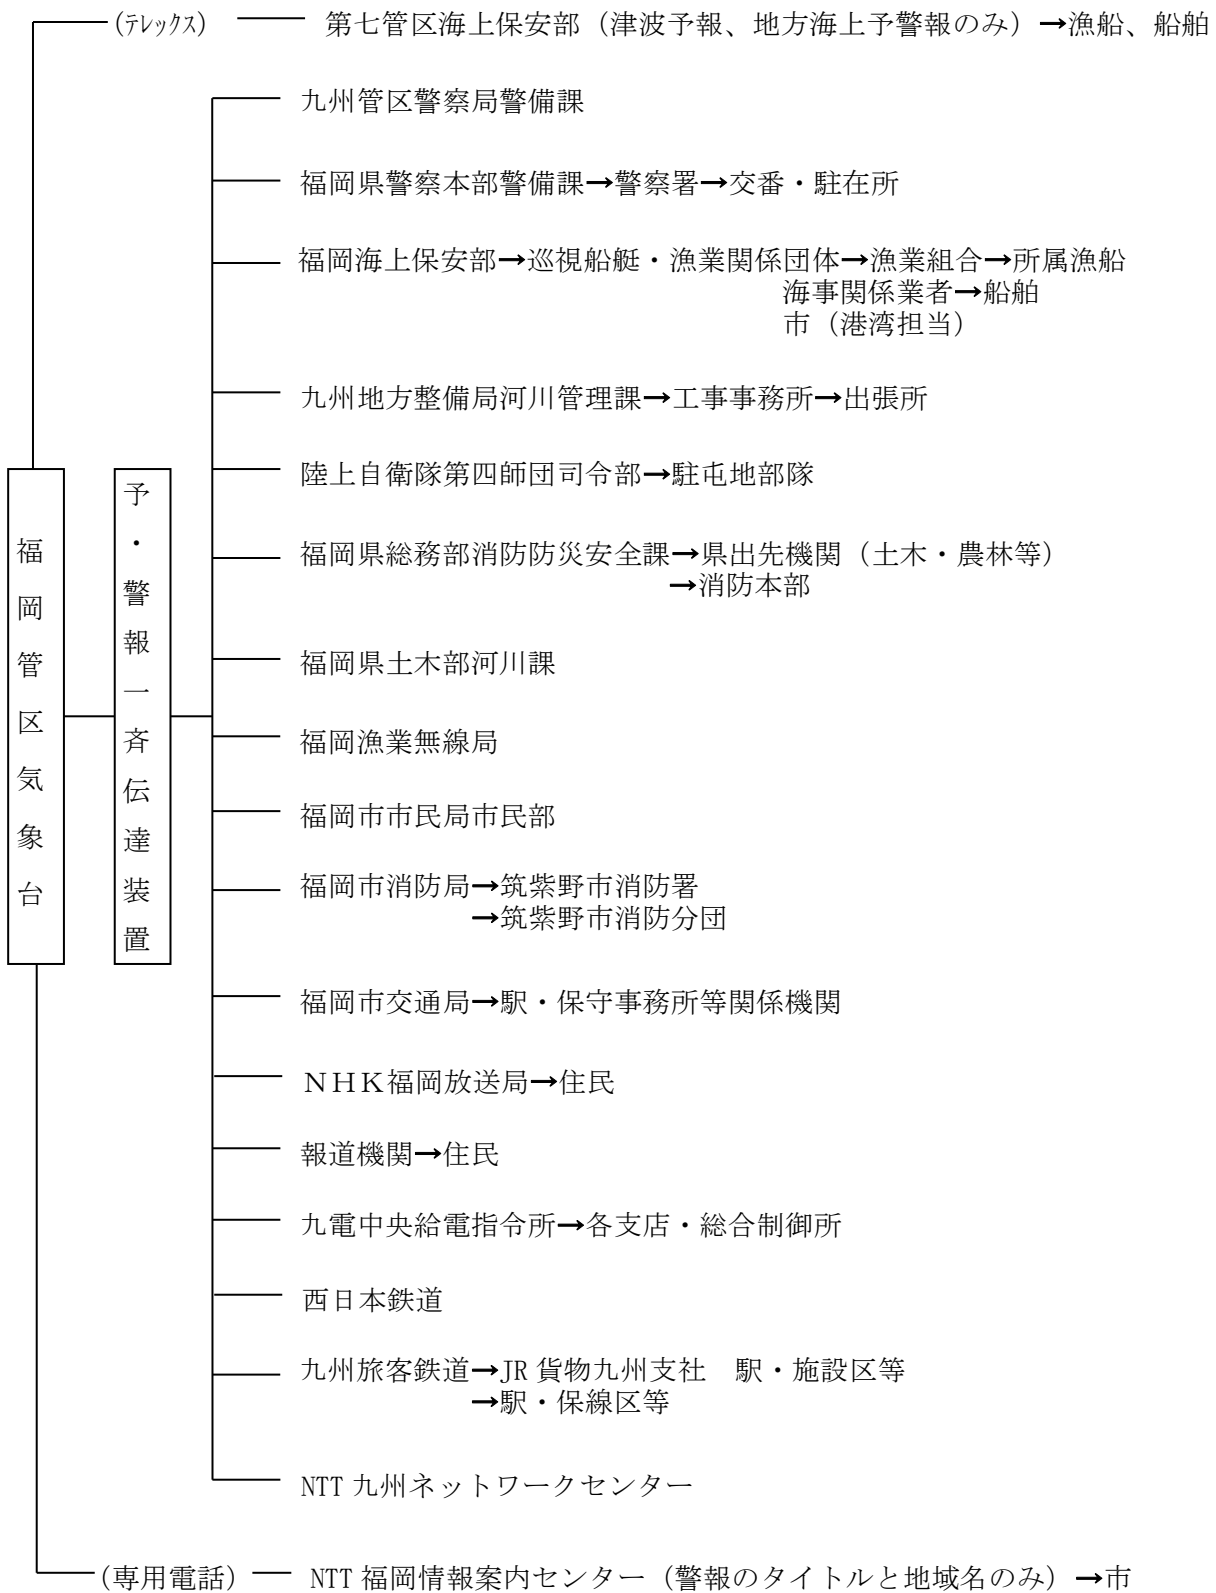 (ﾃﾚｯｸｽ) 第七管区海上保安部（津波予報、地方海上予警報のみ）→漁船、船舶
九州管区警察局警備課
福岡県警察本部警備課→警察署→交番・駐在所
福岡海上保安部→巡視船艇・漁業関係団体→漁業組合→所属漁船
海事関係業者→船舶
市（港湾担当）
九州地方整備局河川管理課→工事事務所→出張所
陸上自衛隊第四師団司令部→駐屯地部隊
福岡県総務部消防防災安全課→県出先機関（土木・農林等）
→消防本部
福岡管区気象台
予・警報一斉伝達装置
福岡県土木部河川課
福岡漁業無線局
福岡市市民局市民部
福岡市消防局→筑紫野市消防署
→筑紫野市消防分団
福岡市交通局→駅・保守事務所等関係機関
ＮＨＫ福岡放送局→住民
報道機関→住民
九電中央給電指令所→各支店・総合制御所
西日本鉄道
九州旅客鉄道→JR貨物九州支社　駅・施設区等
→駅・保線区等
NTT九州ネットワークセンター
(専用電話) NTT福岡情報案内センター（警報のタイトルと地域名のみ）→市